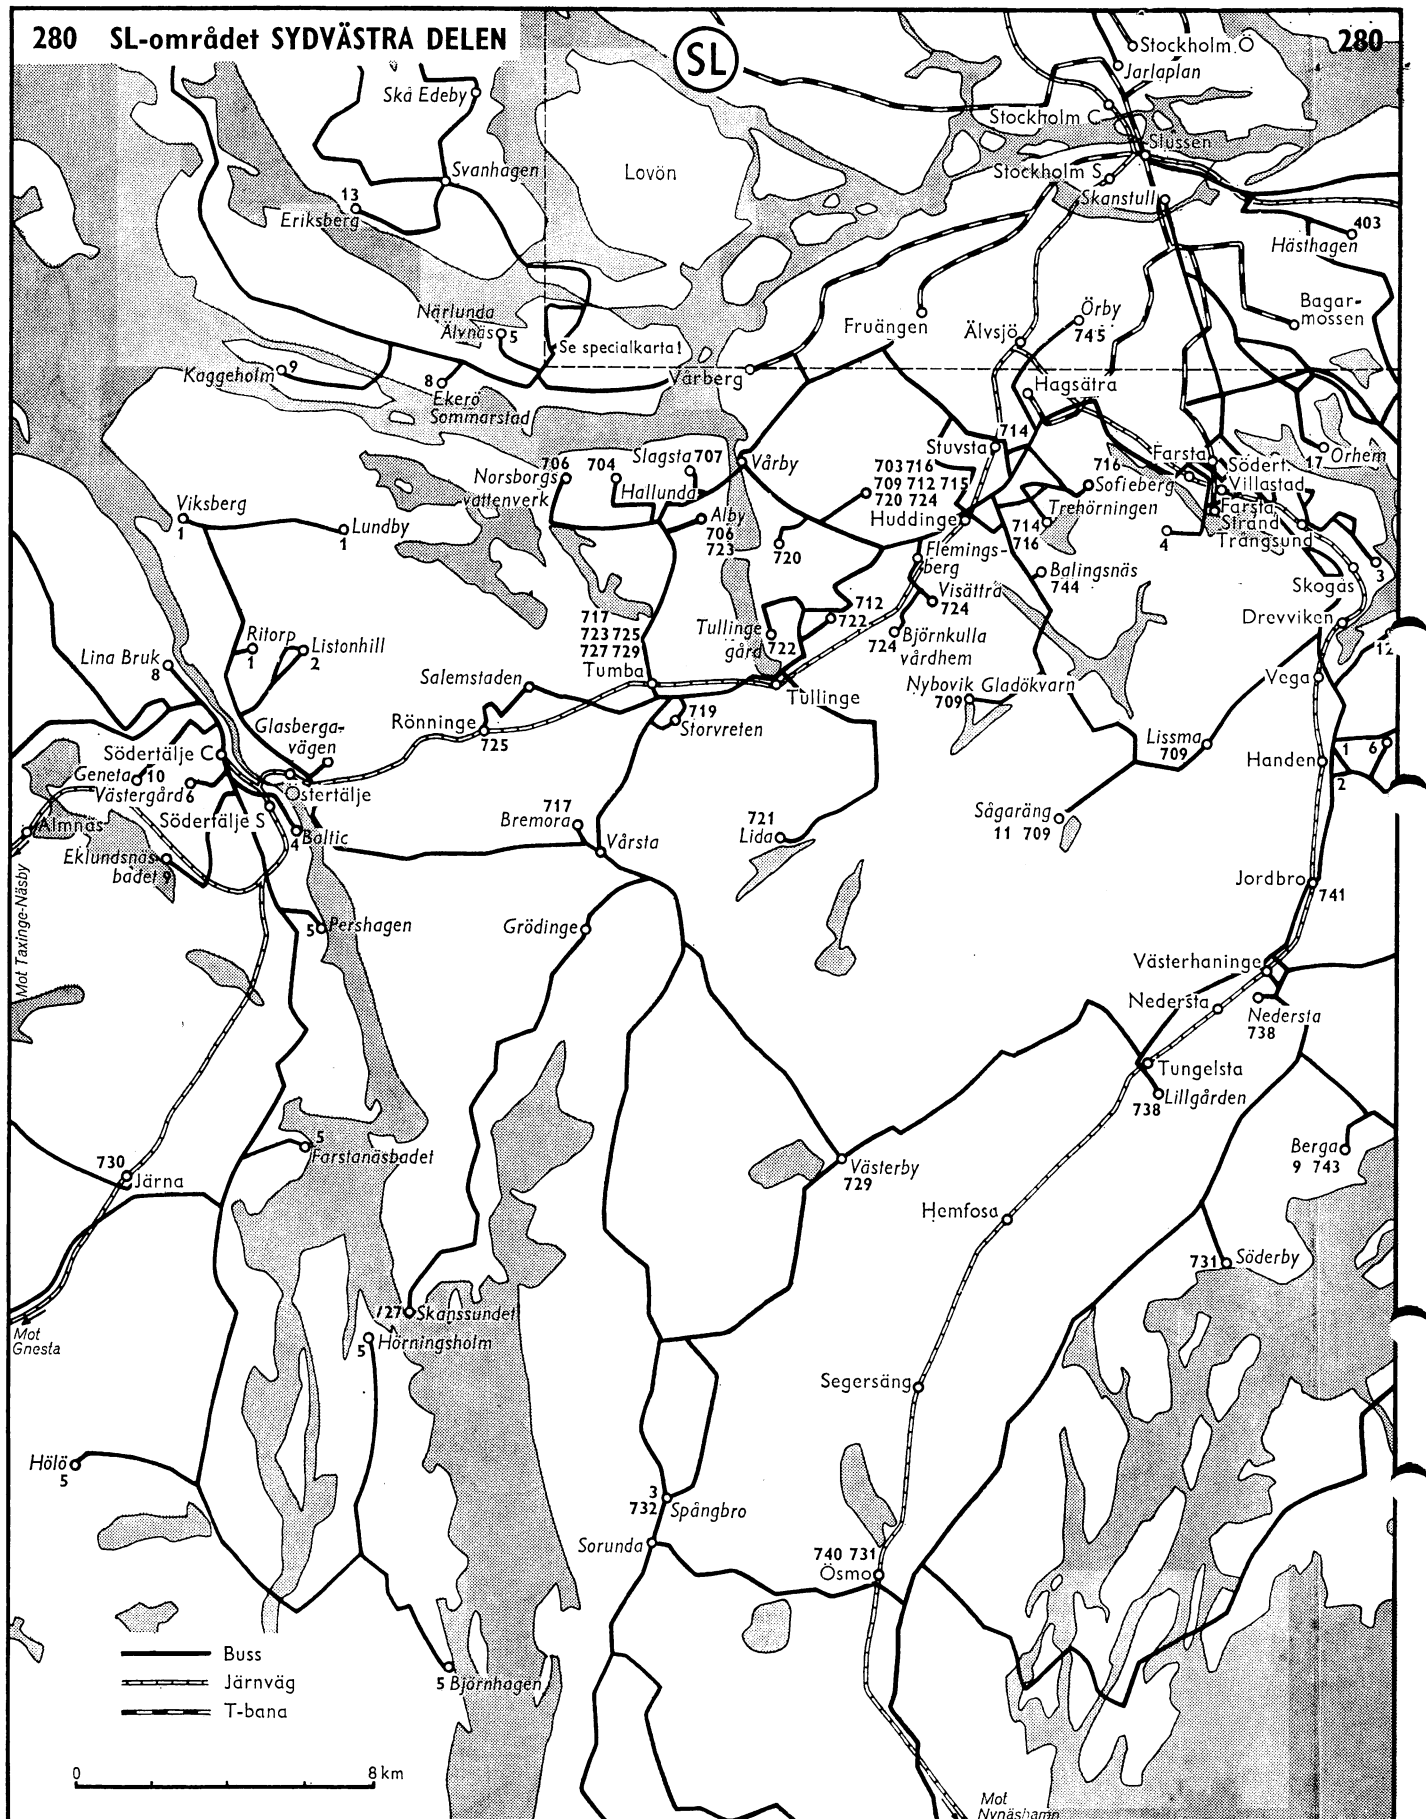 280 SL-området SYDVÄSTRA DELEN
SL
280
Stockholm.Ö
Jarlaplan
Skå Edeby
Stockholm C
Slussen
Svanhagen
Lovön
Stockholm S
Skanstull
13
Eriksberg
403
Hästhagen
Närlunda
Älvnäs 5
Se specialkarta!
Fruängen
Älvsjö
Örby
745
Bagar-
mossen
Kaggeholm 9
8
Ekerö
Sommarstad
Vårberg
Hagsätra
714
Stuvsta
706
Norsborgs
vattenverk
704
Hallunda
Slagsta 707
Vårby
703 716
709 712 715
720 724
Huddinge
716
Sofieberg
Farsta
Södert.
Villastad
17
Örhem
Viksberg
1
Lundby
1
Alby
706
723
720
Trehörningen
714
716
4
Farsta
Strand
Trångsund
Flemings-
berg
Balingsnäs
744
Skogås
3
Visättra
724
717
723 725
727 729
Tumba
712
722
Tullinge
gård
722
724
Björnkulla
vårdhem
Drevviken
12
Ritorp
1
Listonhill
2
Lina Bruk
8
Salemstaden
Tullinge
Nybovik Gladökvarn
709
Vega
Glasberga-
vägen
Rönninge
725
719
Storvreten
Lissma
709
Södertälje C
Geneta 10
Västergård 6
Östertälje
Handen
1
6
2
Södertälje S
Baltic
4
Almnäs
717
Bremora
Vårsta
721
Lida
Sågaräng
11 709
Eklundsnäs
badet 9
Mot Taxinge-Näsby
Jordbro
741
5
Pershagen
Grödinge
Västerhaninge
Nedersta
Nedersta
738
Tungelsta
Lillgården
738
5
Farstanäsbadet
Västerby
729
Berga
9 743
730
Järna
Hemfosa
731
Söderby
Mot
Gnesta
727
Skanssundet
Hörningsholm
5
Segersäng
Hölö
5
3
732
Spångbro
Sorunda
740 731
Ösmo
Buss
Järnväg
T-bana
5 Björnhagen
0 8 km
Mot
Nynäshamn